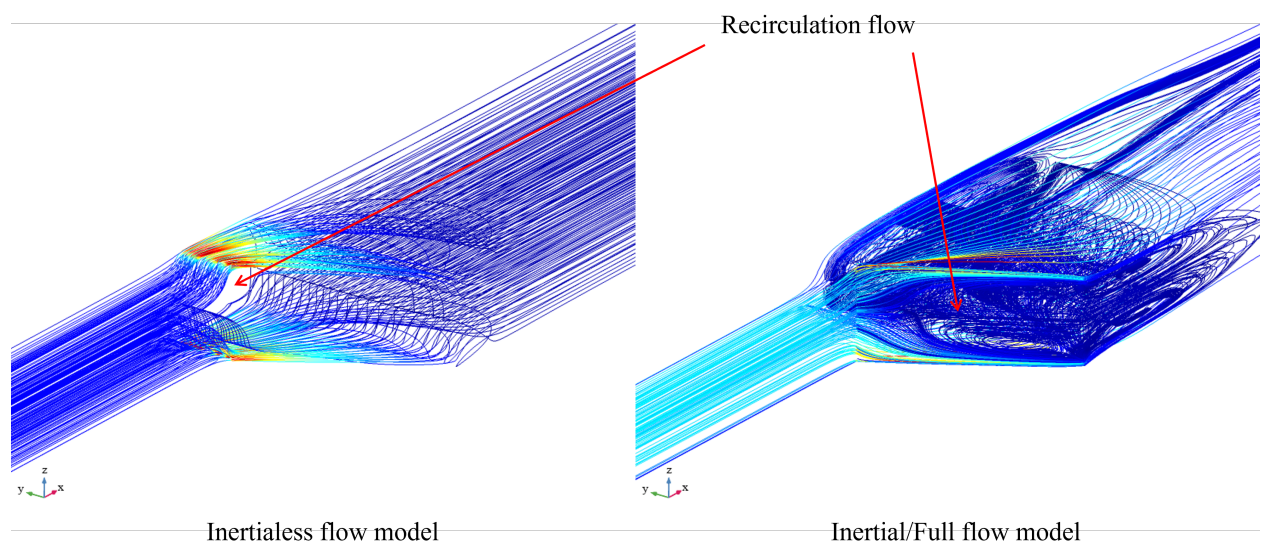 Recirculation flow
z
y
x
z
y
x
Inertialess flow model
Inertial/Full flow model